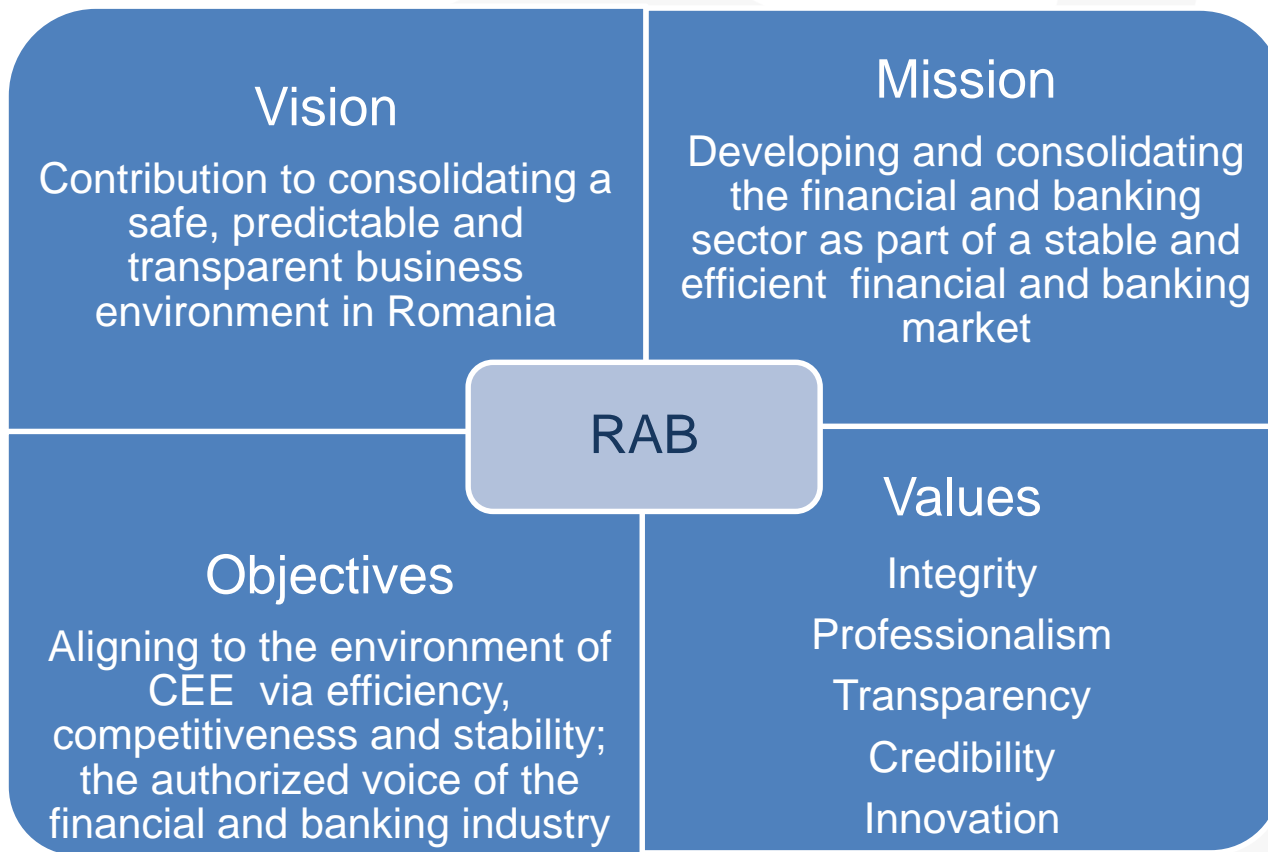 Vision
Contribution to consolidating a
safe, predictable and
transparent business
environment in Romania
Mission
Developing and consolidating
the financial and banking
sector as part of a stable and
efficient  financial and banking
market
RAB
Objectives
Aligning to the environment of
CEE  via efficiency,
competitiveness and stability;
the authorized voice of the
financial and banking industry
Values
Integrity
Professionalism
Transparency
Credibility
Innovation